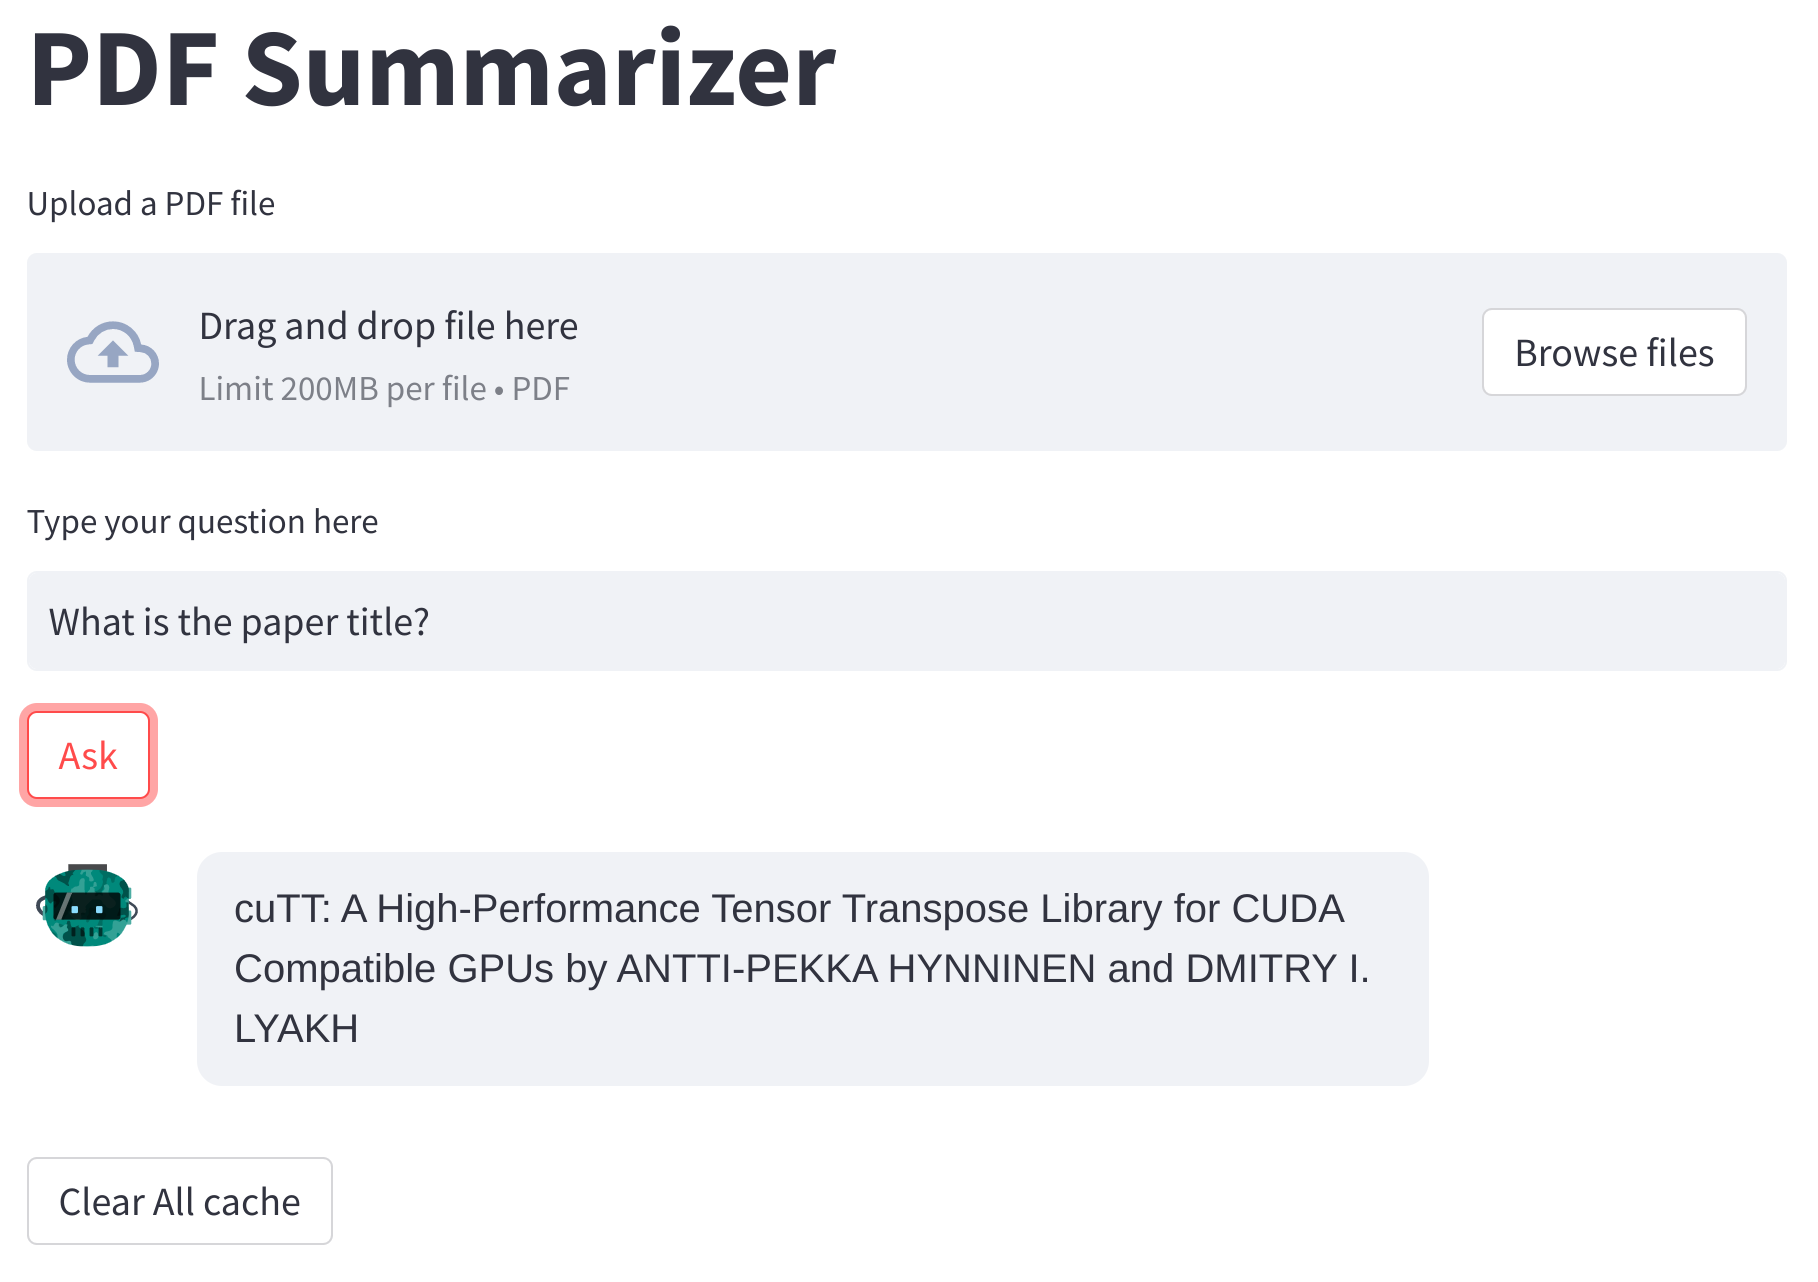 PDF Summarizer
Upload a PDF file
Drag and drop file here
Limit 200MB per file • PDF
Browse files
Type your question here
What is the paper title?
Ask
cuTT: A High-Performance Tensor Transpose Library for CUDA
Compatible GPUs by ANTTI-PEKKA HYNNINEN and DMITRY I.
LYAKH
Clear All cache